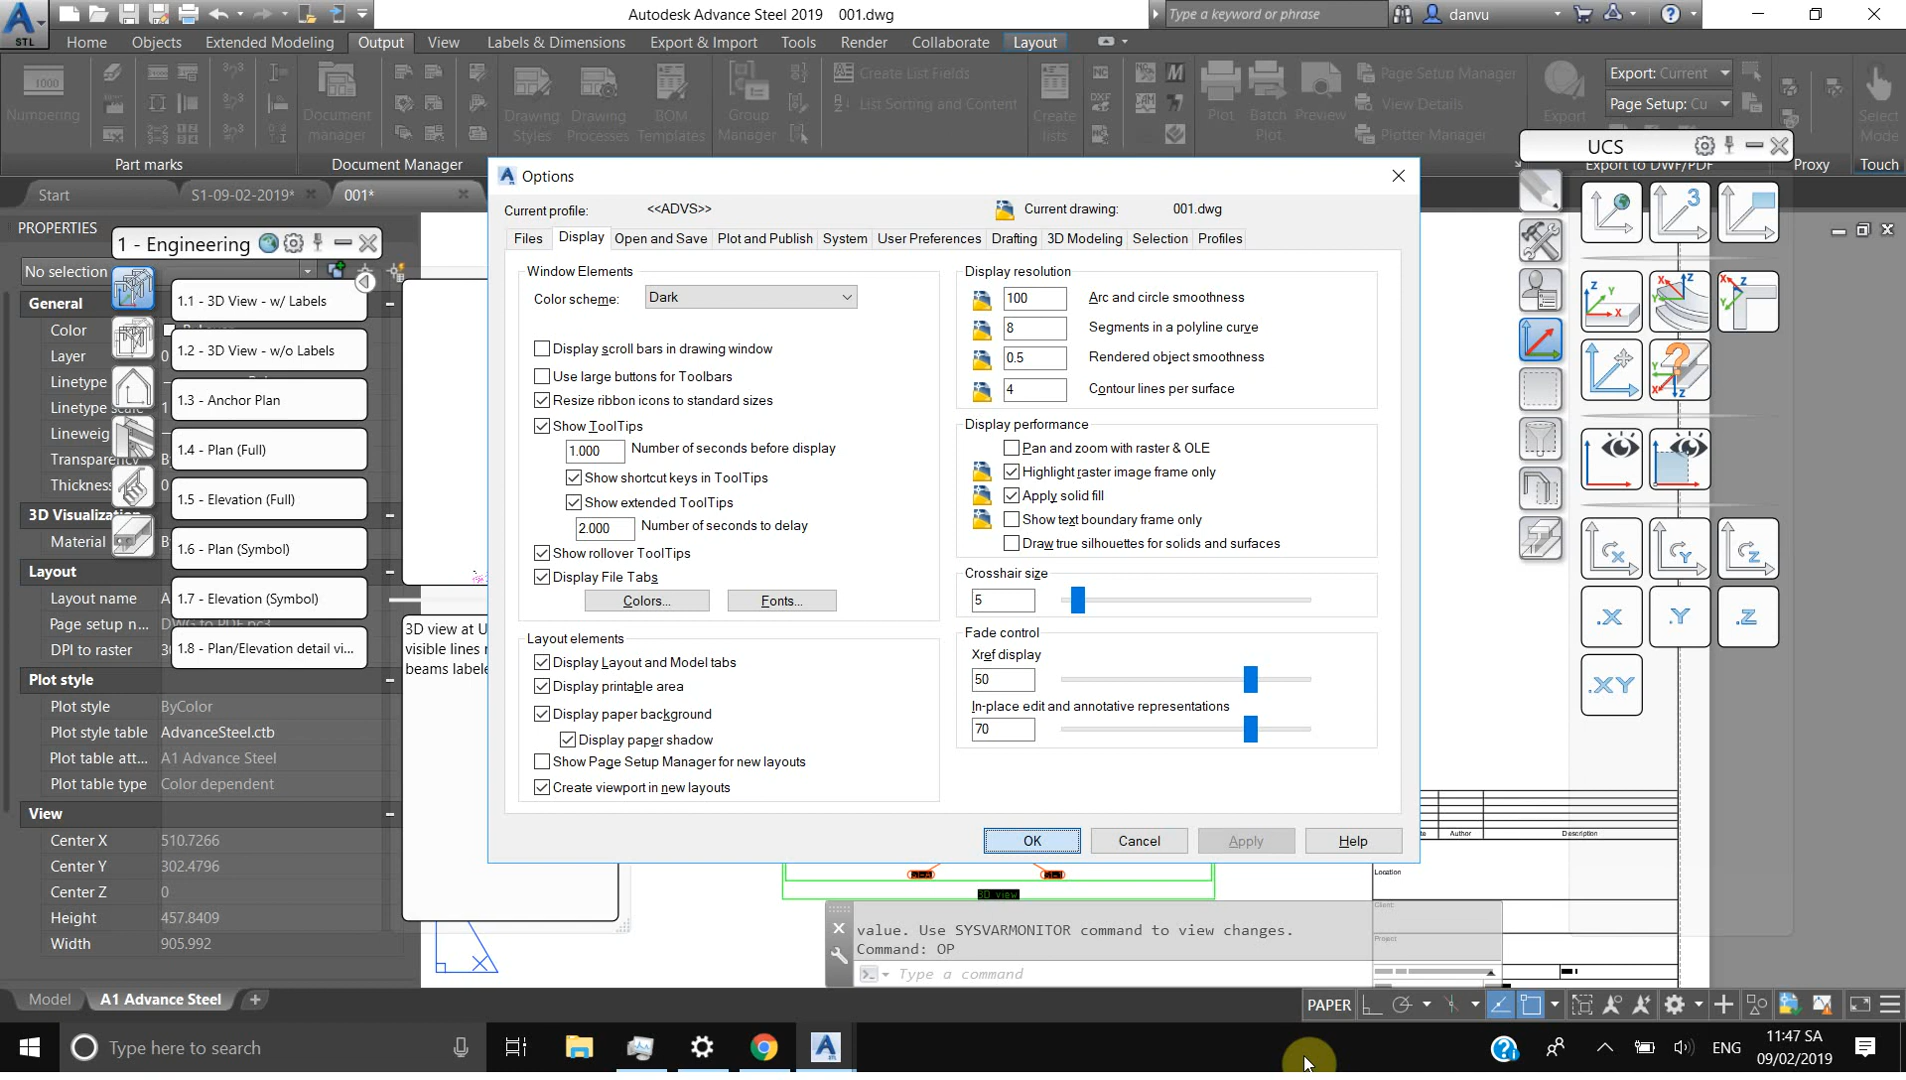 STL
Autodesk Advance Steel 2019 001.dwg
Type a keyword or phrase
danvu
Home Objects Extended Modeling Output View Labels & Dimensions Export & Import Tools Render Collaborate Layout
Numbering
Document manager
Drawing Styles
Drawing Processes
BOM Templates
Group Manager
Create List Fields
List Sorting and Content
Create lists
NC
DXF
Plot
Batch Plot
Preview
Page Setup Manager
View Details
Plotter Manager
Export
Export: Current
Page Setup: Cu
Select Mode
Part marks
Document Manager
Export to DWF/PDF
Proxy
Touch
UCS
Start
S1-09-02-2019*
001*
PROPERTIES
1 - Engineering
No selection
General
Color
Layer 0
Linetype
Linetype scale 1
Lineweig
Transparency
Thickness 0
3D Visualiza
Material
Layout
Layout name A
Page setup n... DWG to PDF.pc3
DPI to raster
Plot style
Plot style ByColor
Plot style table AdvanceSteel.ctb
Plot table att... A1 Advance Steel
Plot table type Color dependent
View
Center X 510.7266
Center Y 302.4796
Center Z 0
Height 457.8409
Width 905.992
1.1 - 3D View - w/ Labels
1.2 - 3D View - w/o Labels
1.3 - Anchor Plan
1.4 - Plan (Full)
1.5 - Elevation (Full)
1.6 - Plan (Symbol)
1.7 - Elevation (Symbol)
1.8 - Plan/Elevation detail vi...
3D view at U
visible lines
beams labele
Options
Current profile: <<ADVS>>
Current drawing: 001.dwg
Files Display Open and Save Plot and Publish System User Preferences Drafting 3D Modeling Selection Profiles
Window Elements
Color scheme: Dark
Display scroll bars in drawing window
Use large buttons for Toolbars
Resize ribbon icons to standard sizes
Show ToolTips
1.000 Number of seconds before display
Show shortcut keys in ToolTips
Show extended ToolTips
2.000 Number of seconds to delay
Show rollover ToolTips
Display File Tabs
Colors... Fonts...
Layout elements
Display Layout and Model tabs
Display printable area
Display paper background
Display paper shadow
Show Page Setup Manager for new layouts
Create viewport in new layouts
Display resolution
100 Arc and circle smoothness
8 Segments in a polyline curve
0.5 Rendered object smoothness
4 Contour lines per surface
Display performance
Pan and zoom with raster & OLE
Highlight raster image frame only
Apply solid fill
Show text boundary frame only
Draw true silhouettes for solids and surfaces
Crosshair size
5
Fade control
Xref display
50
In-place edit and annotative representations
70
OK Cancel Apply Help
3
Z Y X
.X .Y .Z
.XY
3D view
Author
Description
Location
Client:
Project
value. Use SYSVARMONITOR command to view changes.
Command: OP
Type a command
Model
A1 Advance Steel
PAPER
Type here to search
ENG
11:47 SA
09/02/2019